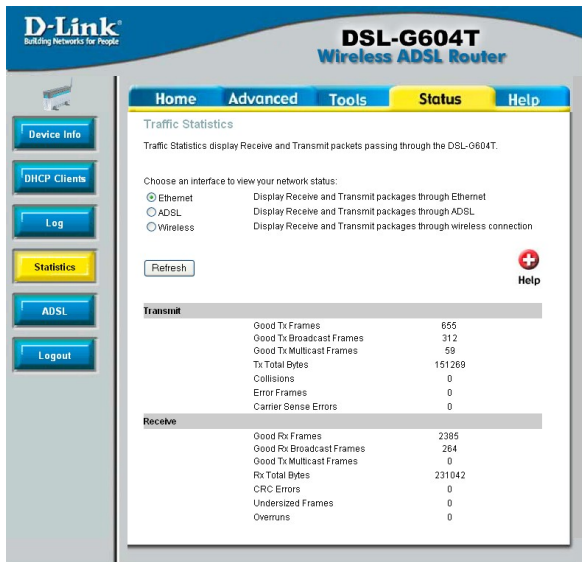 D-Link®
Building Networks for People
DSL-G604T
Wireless ADSL Router
Home Advanced Tools Status Help
Device Info
DHCP Clients
Log
Statistics
ADSL
Logout
Traffic Statistics
Traffic Statistics display Receive and Transmit packets passing through the DSL-G604T.
Choose an interface to view your network status:
Ethernet Display Receive and Transmit packages through Ethernet
ADSL Display Receive and Transmit packages through ADSL
Wireless Display Receive and Transmit packages through wireless connection
Refresh
Help
Transmit
Good Tx Frames 655
Good Tx Broadcast Frames 312
Good Tx Multicast Frames 59
Tx Total Bytes 151269
Collisions 0
Error Frames 0
Carrier Sense Errors 0
Receive
Good Rx Frames 2385
Good Rx Broadcast Frames 264
Good Tx Multicast Frames 0
Rx Total Bytes 231042
CRC Errors 0
Undersized Frames 0
Overruns 0